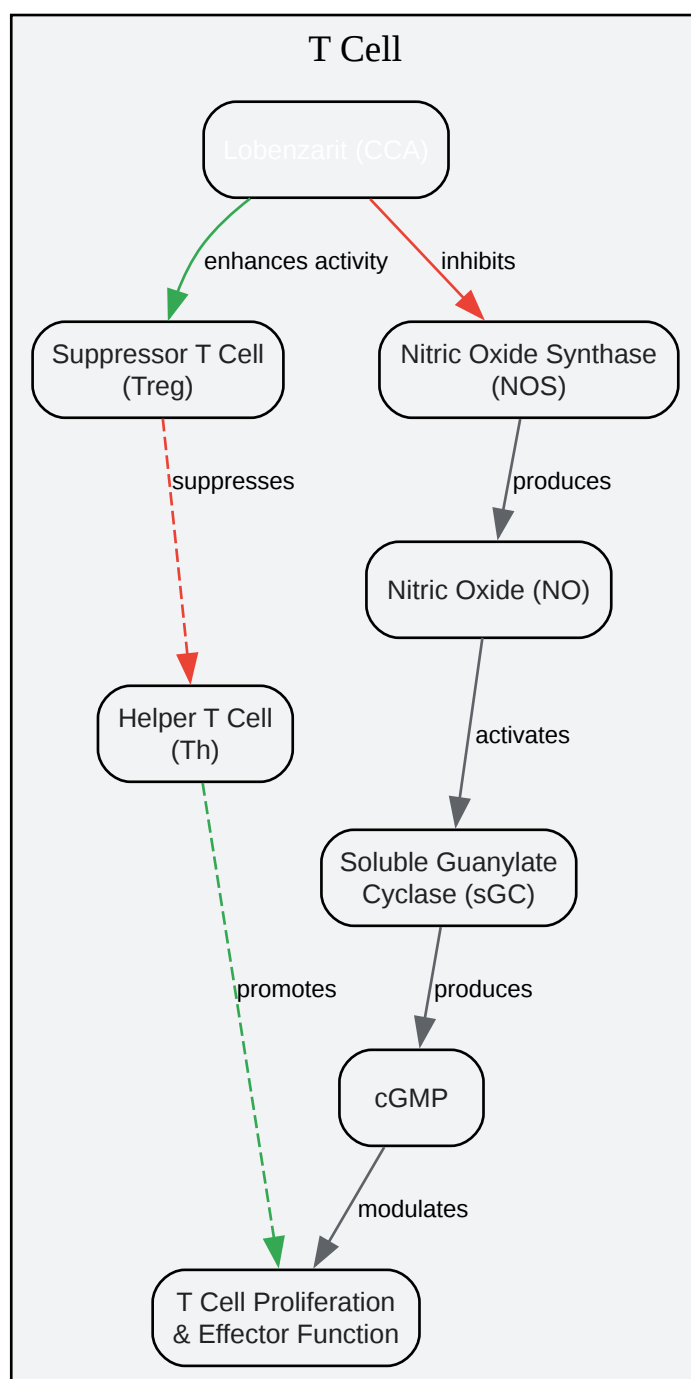 T Cell
Lobenzarit (CCA)
enhances activity
inhibits
Suppressor T Cell
(Treg)
Nitric Oxide Synthase
(NOS)
suppresses
produces
Nitric Oxide (NO)
Helper T Cell
(Th)
activates
Soluble Guanylate
Cyclase (sGC)
promotes
produces
cGMP
modulates
T Cell Proliferation
& Effector Function